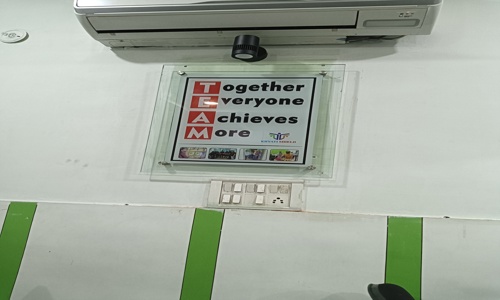 Together
Everyone
Achieves
More